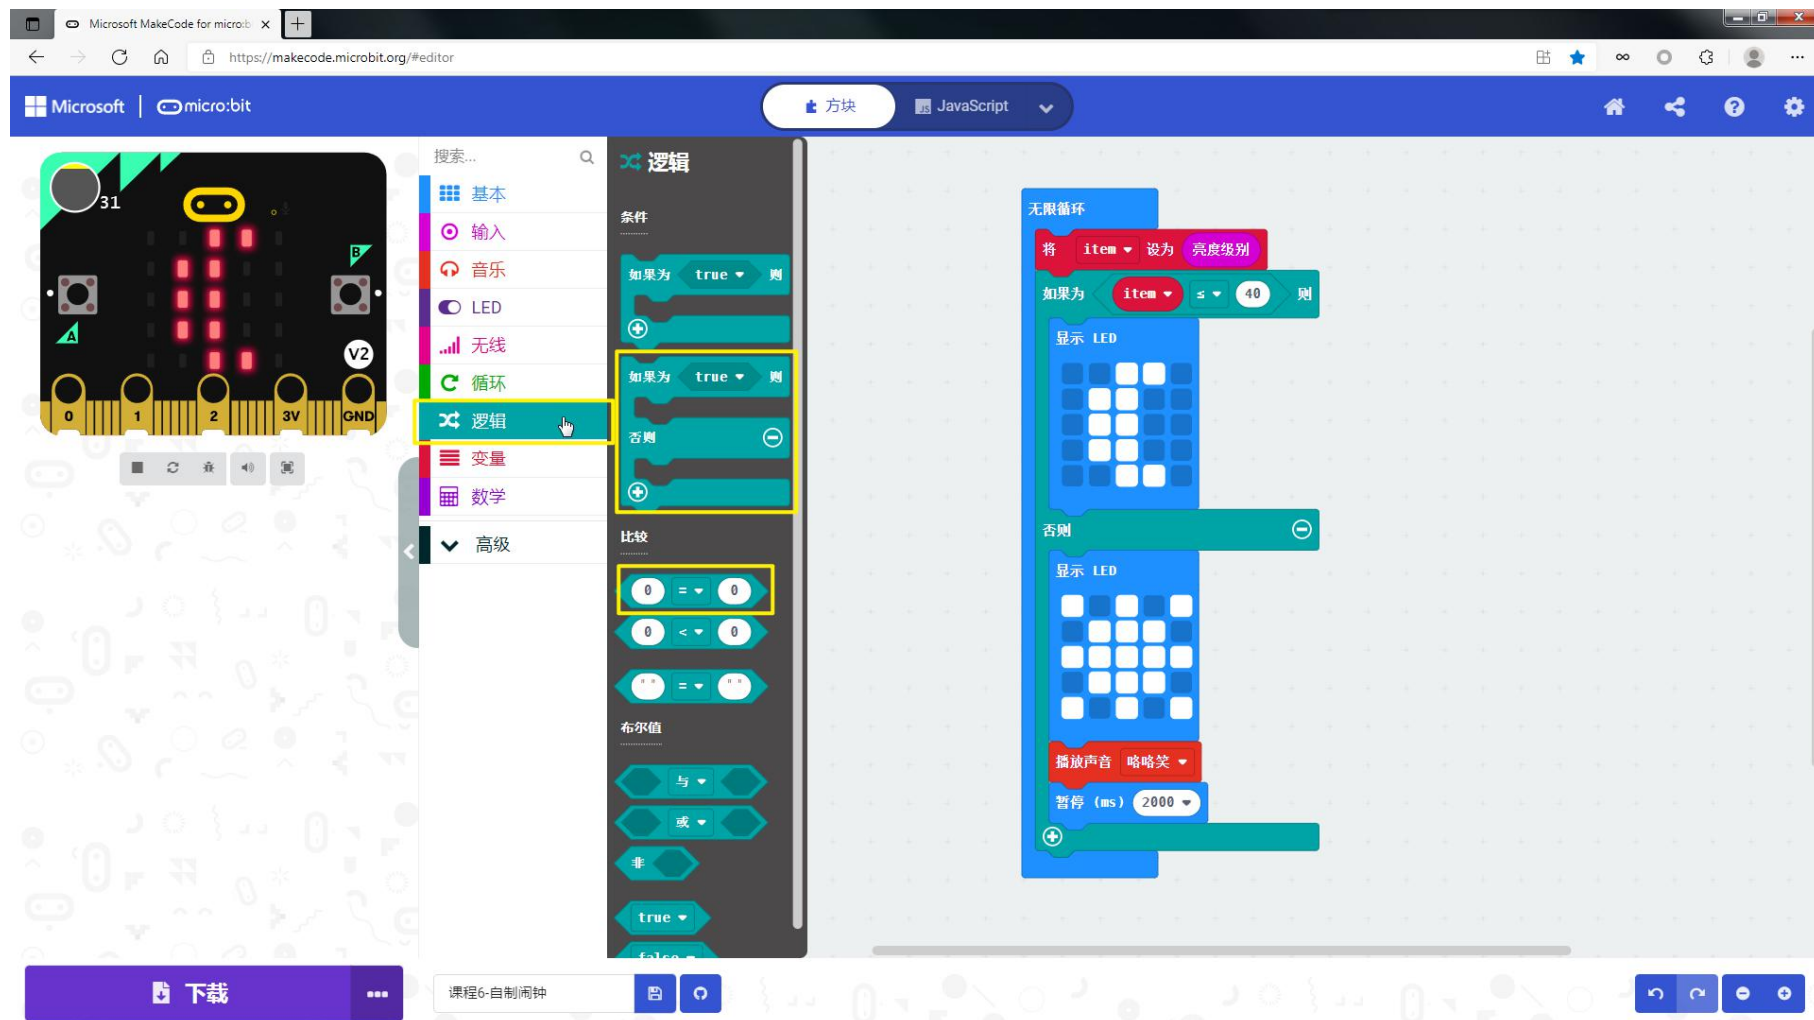 Microsoft MakeCode for micro:b
https://makecode.microbit.org/#editor
Microsoft | micro:bit
方块
JavaScript
31
B
A
V2
0 1 2 3V GND
搜索...
基本
输入
音乐
LED
无线
循环
逻辑
变量
数学
高级
逻辑
条件
如果为 true 则
如果为 true 则
否则
比较
0 = 0
0 < 0
" " = " "
布尔值
与
或
非
true
false
无限循环
将 item 设为 亮度级别
如果为 item ≤ 40 则
显示 LED
否则
显示 LED
播放声音 咯咯笑
暂停 (ms) 2000
下载
课程6-自制闹钟